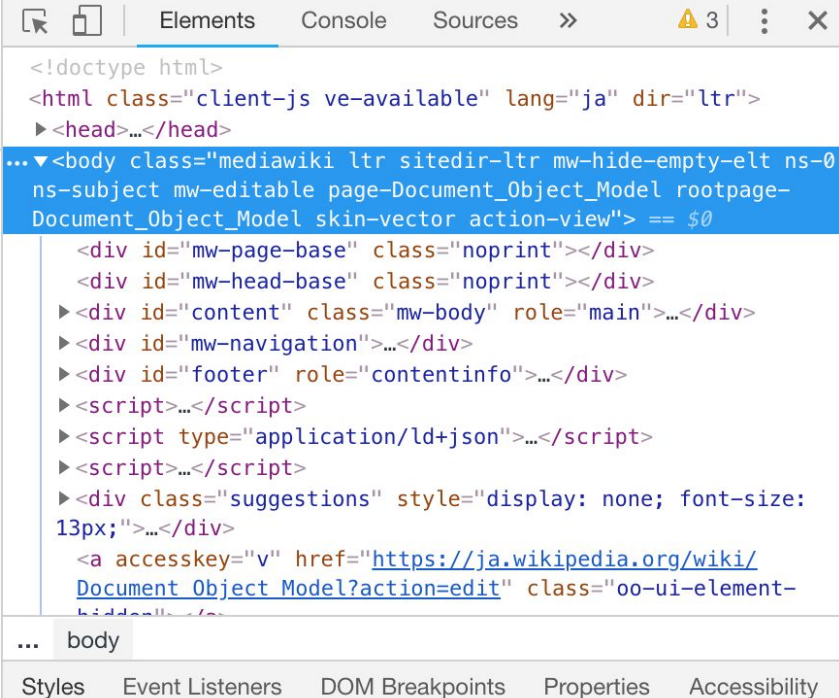 Elements Console Sources » 3
<!doctype html>
<html class="client-js ve-available" lang="ja" dir="ltr">
<head>…</head>
<body class="mediawiki ltr sitedir-ltr mw-hide-empty-elt ns-0
ns-subject mw-editable page-Document_Object_Model rootpage-
Document_Object_Model skin-vector action-view"> == $0
<div id="mw-page-base" class="noprint"></div>
<div id="mw-head-base" class="noprint"></div>
<div id="content" class="mw-body" role="main">…</div>
<div id="mw-navigation">…</div>
<div id="footer" role="contentinfo">…</div>
<script>…</script>
<script type="application/ld+json">…</script>
<script>…</script>
<div class="suggestions" style="display: none; font-size:
13px;">…</div>
<a accesskey="v" href="https://ja.wikipedia.org/wiki/
Document_Object_Model?action=edit" class="oo-ui-element-
hidden"></a>
… body
Styles Event Listeners DOM Breakpoints Properties Accessibility